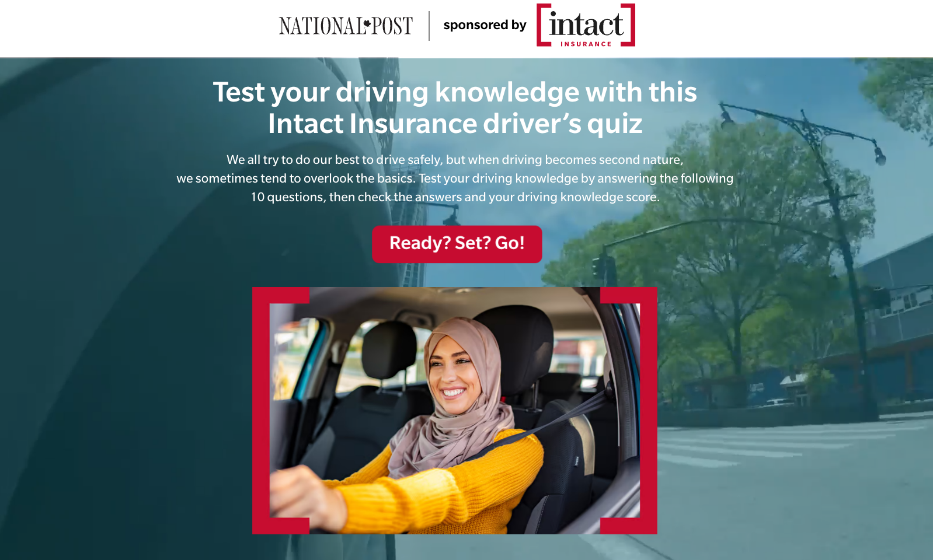 NATIONAL POST
sponsored by
intact
INSURANCE
Test your driving knowledge with this
Intact Insurance driver's quiz
We all try to do our best to drive safely, but when driving becomes second nature,
we sometimes tend to overlook the basics. Test your driving knowledge by answering the following
10 questions, then check the answers and your driving knowledge score.
Ready? Set? Go!